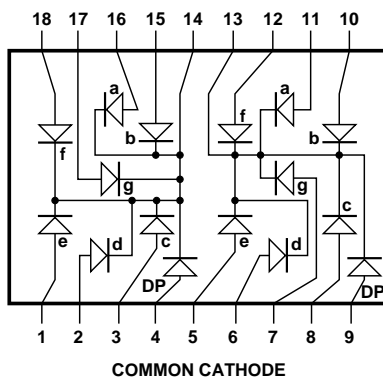 18 17 16 15 14 13 12 11 10
a f a
b b
f
g g
c
e c e
d d
DP DP
1 2 3 4 5 6 7 8 9
COMMON CATHODE